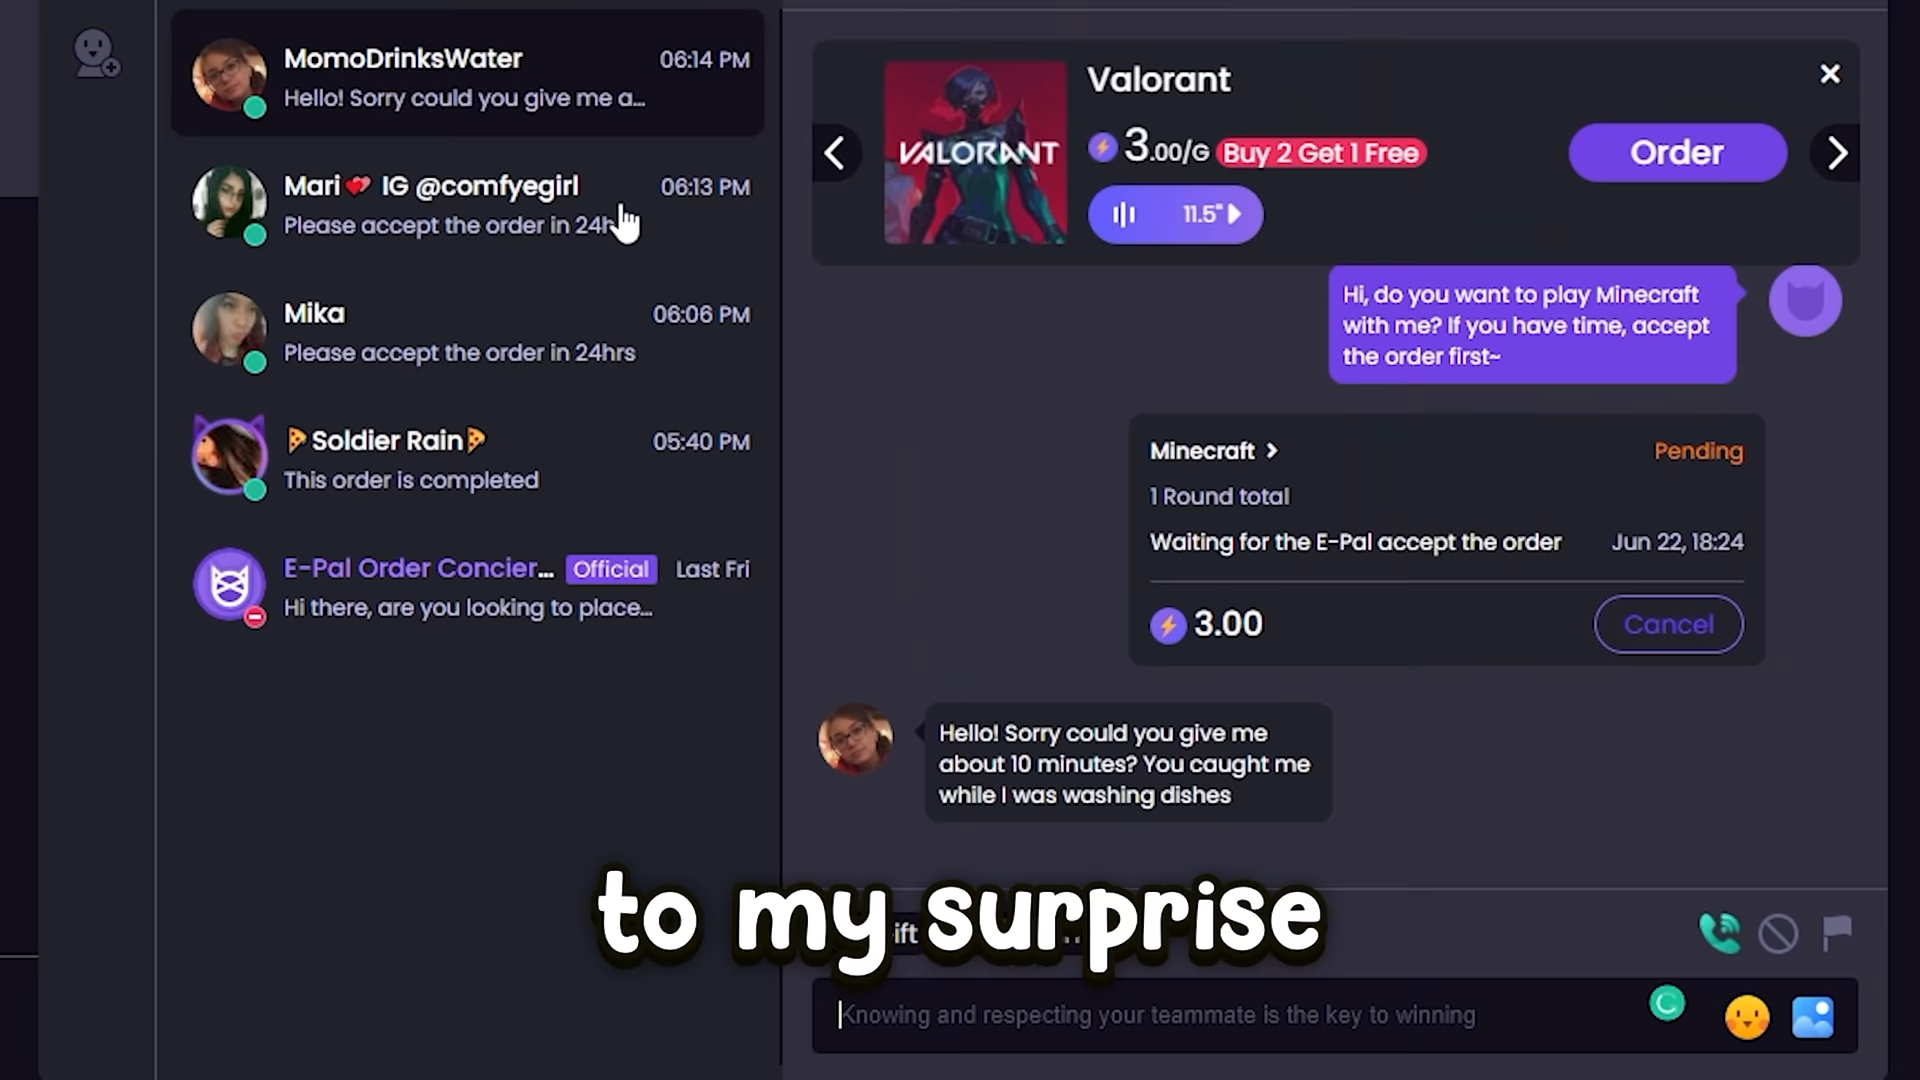 MomoDrinksWater
06:14 PM
Hello! Sorry could you give me a...
Mari💕 IG @comfyegirl
06:13 PM
Please accept the order in 24h
Mika
06:06 PM
Please accept the order in 24hrs
🍕Soldier Rain🍕
05:40 PM
This order is completed
E-Pal Order Concier...
Official
Last Fri
Hi there, are you looking to place...
VALORANT
Valorant
3.00/G
Buy 2 Get 1 Free
11.5"
Order
Hi, do you want to play Minecraft
with me? If you have time, accept
the order first~
Minecraft >
Pending
1 Round total
Waiting for the E-Pal accept the order
Jun 22, 18:24
3.00
Cancel
Hello! Sorry could you give me
about 10 minutes? You caught me
while I was washing dishes
to my surprise
Knowing and respecting your teammate is the key to winning